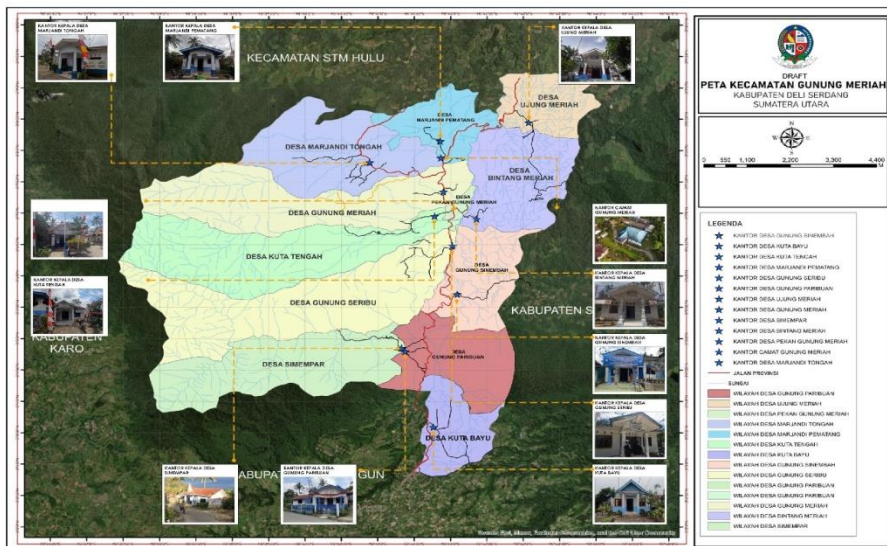 KANTOR KEPALA DESA
MARJANDI TONGAH
KANTOR KEPALA DESA
MARJANDI PEMATANG
KANTOR KEPALA DESA
UJUNG MERIAH
KECAMATAN STM HULU
DESA
UJUNG MERIAH
DESA
MARJANDI PEMATANG
DESA MARJANDI TONGAH
DESA
BINTANG MERIAH
DESA
PEKAN GUNUNG MERIAH
DESA GUNUNG MERIAH
DESA KUTA TENGAH
DESA
GUNUNG SINEMBAH
DESA GUNUNG SERIBU
DESA SIMEMPAR
DESA
GUNUNG PARIBUAN
DESA KUTA BAYU
KABUPATEN
KARO
KABUPATEN S
KANTOR KEPALA DESA
KUTA TENGAH
KANTOR CAMAT
GUNUNG MERIAH
KANTOR KEPALA DESA
BINTANG MERIAH
KANTOR KEPALA DESA
GUNUNG SINEMBAH
KANTOR KEPALA DESA
GUNUNG SERIBU
KANTOR KEPALA DESA
KUTA BAYU
KANTOR KEPALA DESA
SIMEMPAR
KANTOR KEPALA DESA
GUNUNG PARIBUAN
DRAFT
PETA KECAMATAN GUNUNG MERIAH
KABUPATEN DELI SERDANG
SUMATERA UTARA
0 550 1,100 2,200 3,300 4,400
LEGENDA
KANTOR DESA GUNUNG SINEMBAH
KANTOR DESA KUTA BAYU
KANTOR DESA KUTA TENGAH
KANTOR DESA MARJANDI PEMATANG
KANTOR DESA GUNUNG SERIBU
KANTOR DESA GUNUNG PARIBUAN
KANTOR DESA UJUNG MERIAH
KANTOR DESA GUNUNG MERIAH
KANTOR DESA SIMEMPAR
KANTOR DESA BINTANG MERIAH
KANTOR DESA PEKAN GUNUNG MERIAH
KANTOR CAMAT GUNUNG MERIAH
KANTOR DESA MARJANDI TONGAH
JALAN PROVINSI
SUNGAI
WILAYAH DESA GUNUNG PARIBUAN
WILAYAH DESA UJUNG MERIAH
WILAYAH DESA PEKAN GUNUNG MERIAH
WILAYAH DESA MARJANDI TONGAH
WILAYAH DESA MARJANDI PEMATANG
WILAYAH DESA KUTA TENGAH
WILAYAH DESA KUTA BAYU
WILAYAH DESA GUNUNG SINEMBAH
WILAYAH DESA GUNUNG SERIBU
WILAYAH DESA GUNUNG PARIBUAN
WILAYAH DESA GUNUNG PARIBUAN
WILAYAH DESA GUNUNG MERIAH
WILAYAH DESA BINTANG MERIAH
WILAYAH DESA SIMEMPAR